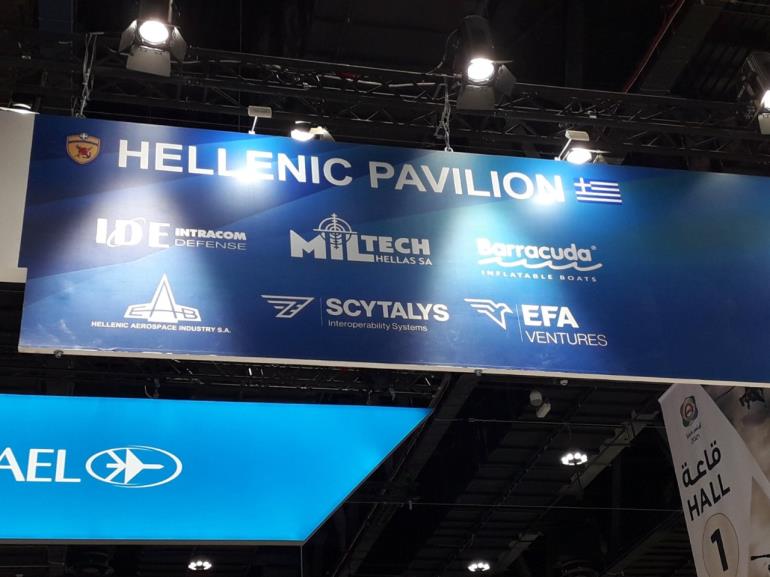 HELLENIC PAVILION
IDE INTRACOM
DEFENSE
MILTECH
HELLAS SA
Barracuda®
INFLATABLE BOATS
EAB
HELLENIC AEROSPACE INDUSTRY S.A.
SCYTALYS
Interoperability Systems
EFA
VENTURES
AEL
قاعة
HALL
1